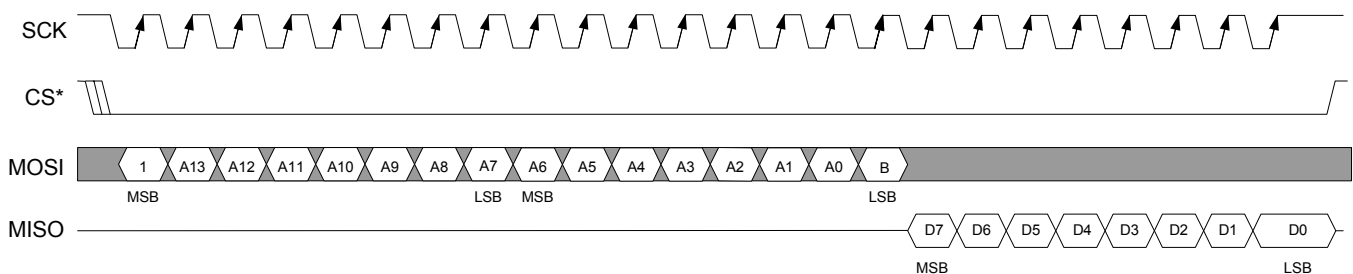 SCK
CS*
MOSI 1 A13 A12 A11 A10 A9 A8 A7 A6 A5 A4 A3 A2 A1 A0 B
MSB LSB MSB LSB
MISO D7 D6 D5 D4 D3 D2 D1 D0
MSB LSB